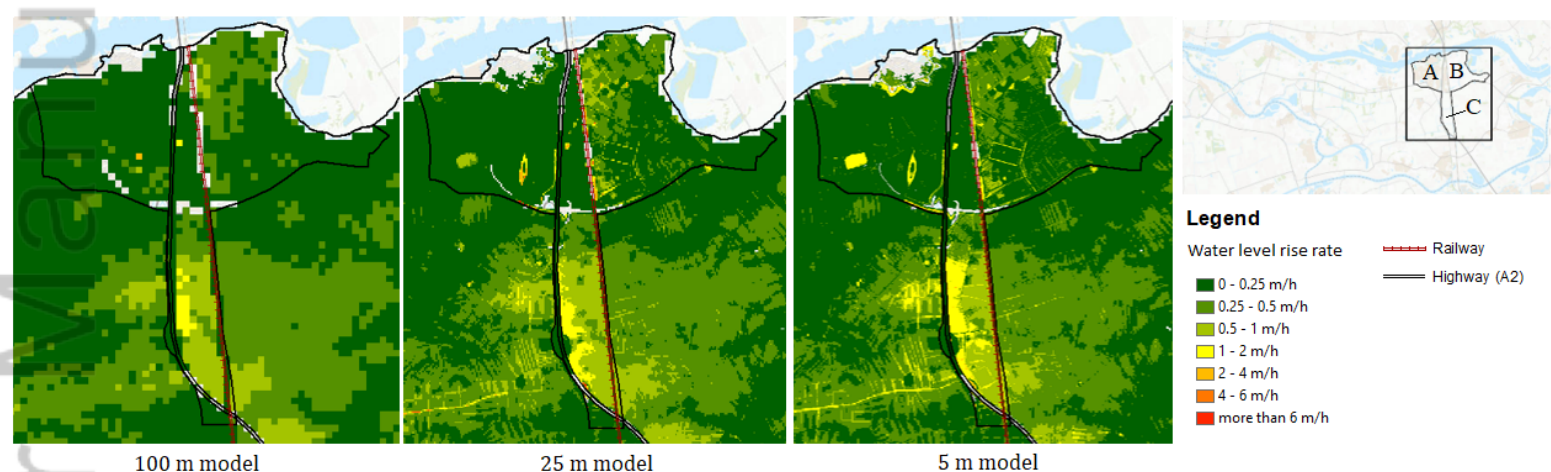 r Manu
A B
C
Legend
Water level rise rate
0 - 0.25 m/h
0.25 - 0.5 m/h
0.5 - 1 m/h
1 - 2 m/h
2 - 4 m/h
4 - 6 m/h
more than 6 m/h
Railway
Highway (A2)
100 m model
25 m model
5 m model